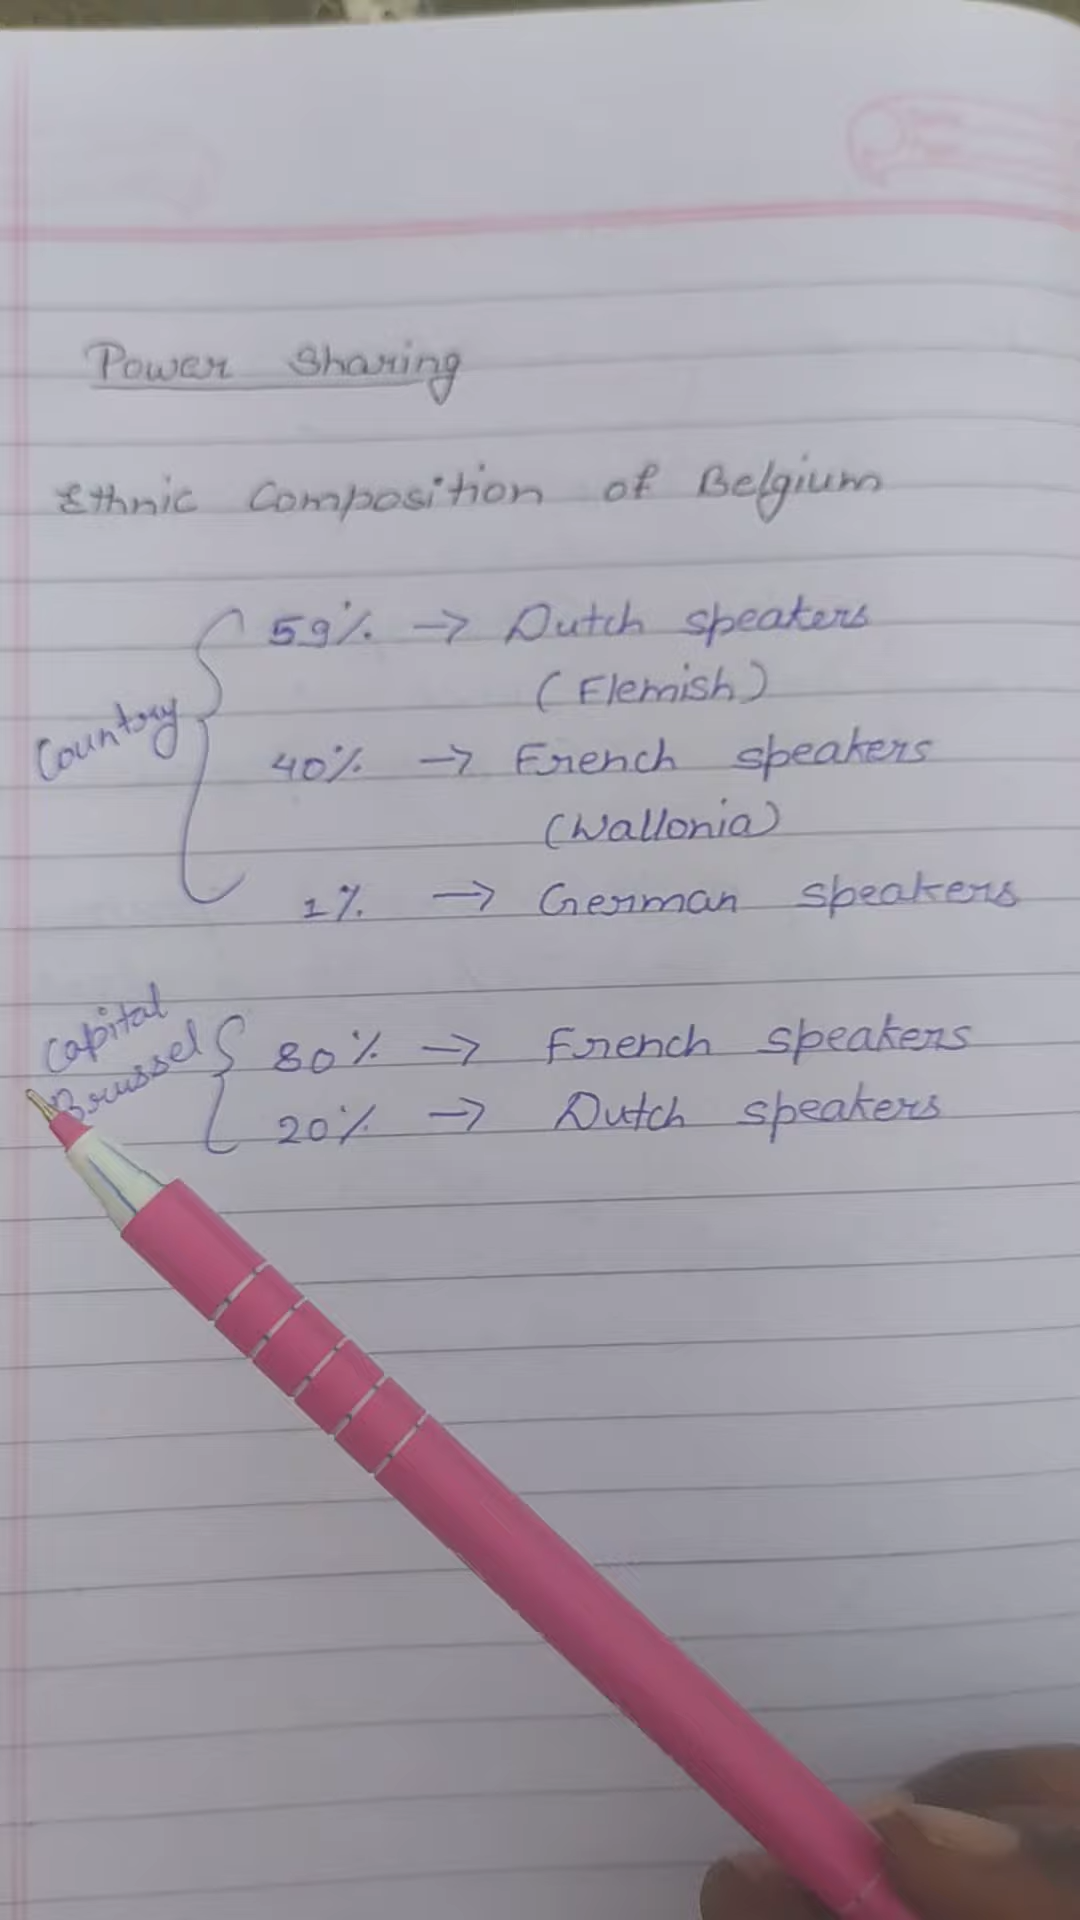 Power Sharing
Ethnic Composition of Belgium
Country
59% → Dutch speakers
(Flemish)
40% → French speakers
(Wallonia)
1% → German speakers
Capital
Brussel
80% → French speakers
20% → Dutch speakers